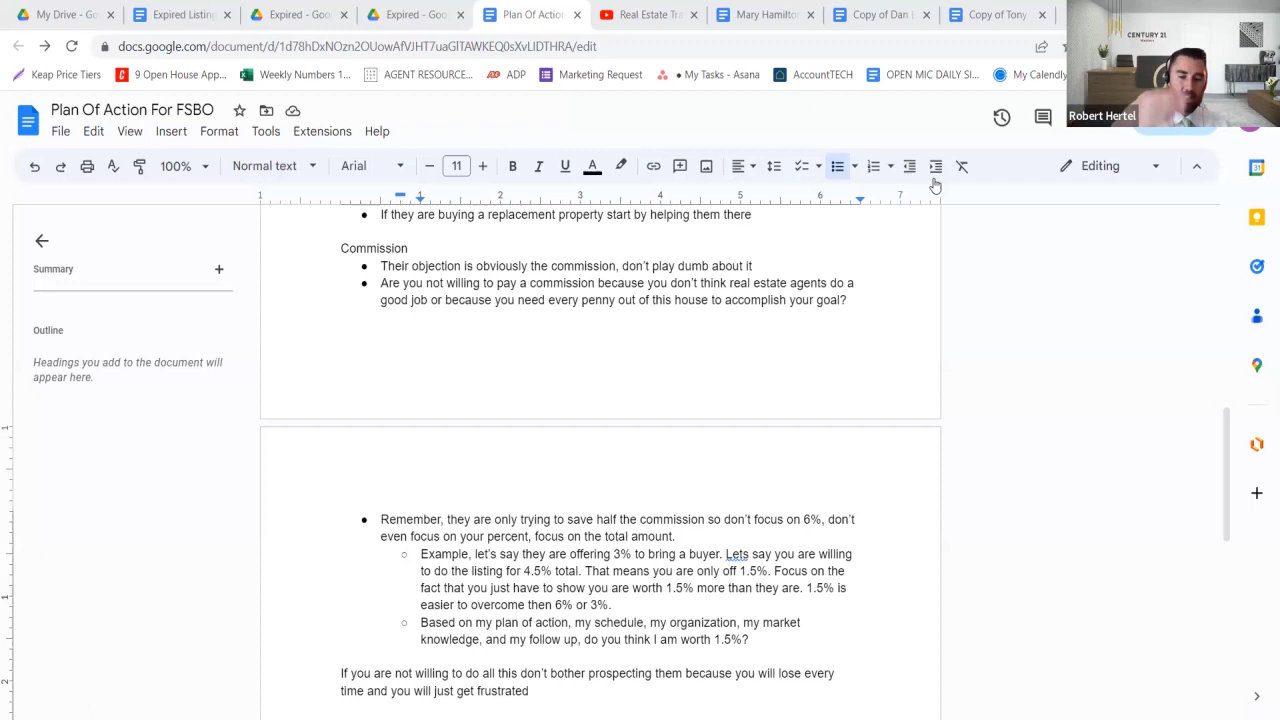 My Drive - Goo
Expired Listing
Expired - Goo
Expired - Goo
Plan Of Action
Real Estate Tra
Mary Hamilton
Copy of Dan E
Copy of Tony
docs.google.com/document/d/1d78hDxNOzn2OUowAfVJHT7uaGlTAWKEQ0sXvLIDTHRA/edit
Keap Price Tiers
9 Open House App...
Weekly Numbers 1...
AGENT RESOURCE...
ADP
Marketing Request
• My Tasks - Asana
AccountTECH
OPEN MIC DAILY SI...
My Calendly
CENTURY 21
Robert Hertel
Plan Of Action For FSBO
File Edit View Insert Format Tools Extensions Help
100% Normal text Arial 11 B I U A Editing
1 1 2 3 4 5 6 7
Summary +
Outline
Headings you add to the document will
appear here.
● If they are buying a replacement property start by helping them there
Commission
● Their objection is obviously the commission, don't play dumb about it
● Are you not willing to pay a commission because you don't think real estate agents do a
good job or because you need every penny out of this house to accomplish your goal?
● Remember, they are only trying to save half the commission so don't focus on 6%, don't
even focus on your percent, focus on the total amount.
○ Example, let's say they are offering 3% to bring a buyer. Lets say you are willing
to do the listing for 4.5% total. That means you are only off 1.5%. Focus on the
fact that you just have to show you are worth 1.5% more than they are. 1.5% is
easier to overcome then 6% or 3%.
○ Based on my plan of action, my schedule, my organization, my market
knowledge, and my follow up, do you think I am worth 1.5%?
If you are not willing to do all this don't bother prospecting them because you will lose every
time and you will just get frustrated